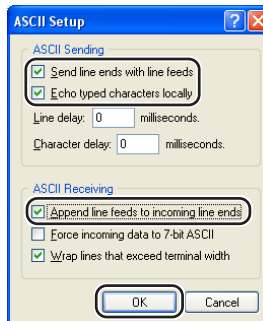 ASCII Setup
ASCII Sending
Send line ends with line feeds
Echo typed characters locally
Line delay: 0 milliseconds.
Character delay: 0 milliseconds.
ASCII Receiving
Append line feeds to incoming line ends
Force incoming data to 7-bit ASCII
Wrap lines that exceed terminal width
OK Cancel